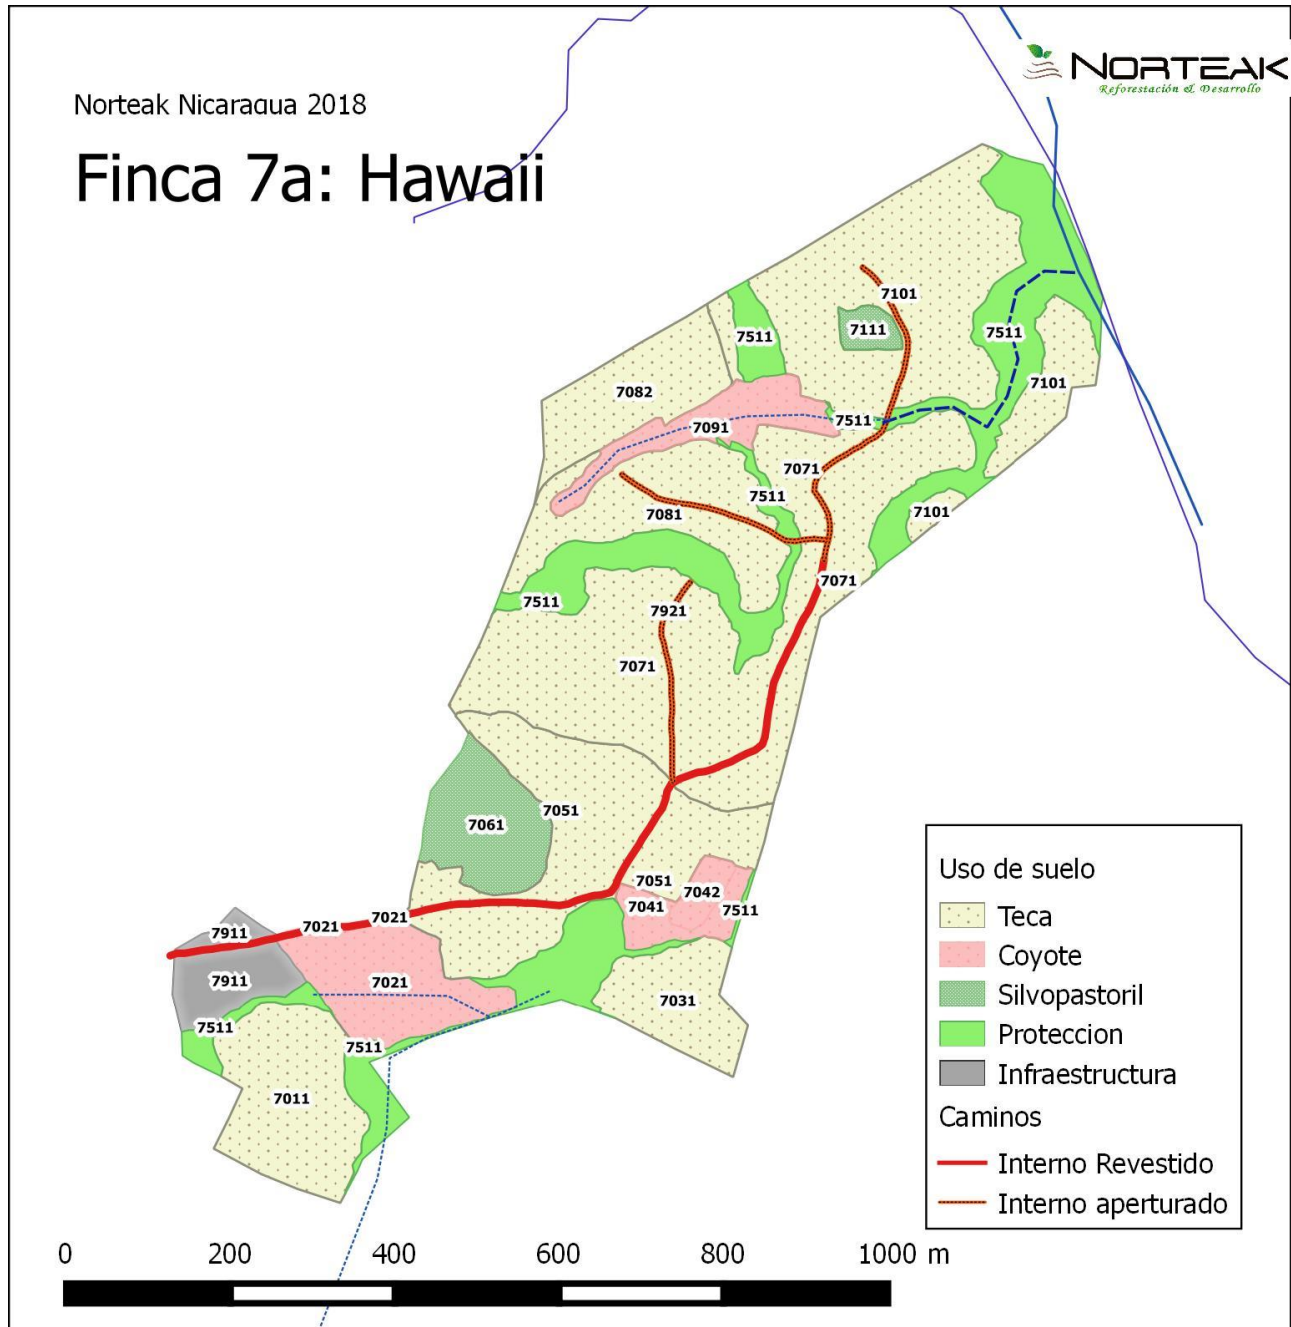 NORTEAK
Reforestación & Desarrollo
Norteak Nicaragua 2018
Finca 7a: Hawaii
7101
7111
7511
7511
7101
7082
7511
7091
7071
7511
7081
7101
7071
7511
7921
7071
7051
7061
7051
7042
7041
7511
7021
7021
7911
7911
7021
7031
7511
7511
7011
Uso de suelo
Teca
Coyote
Silvopastoril
Proteccion
Infraestructura
Caminos
Interno Revestido
Interno aperturado
0 200 400 600 800 1000 m